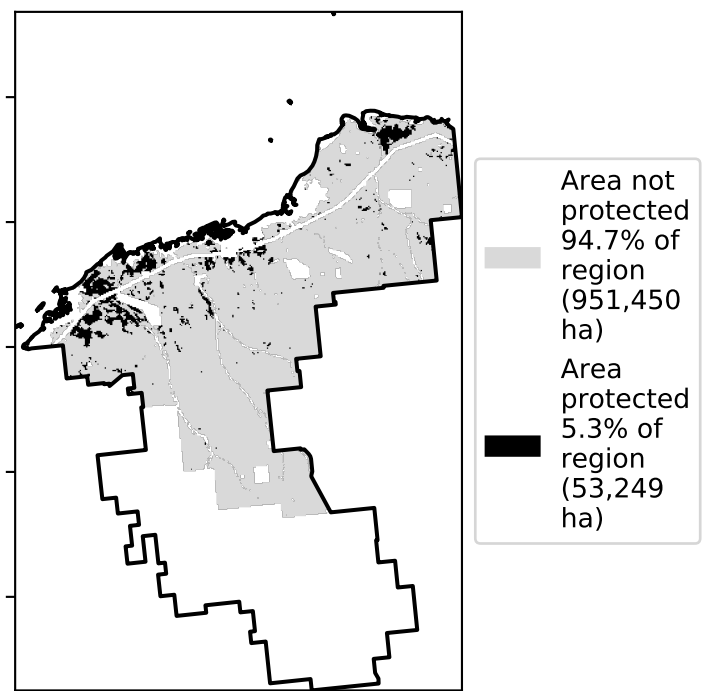 Area not
protected
94.7% of
region
(951,450
ha)
Area
protected
5.3% of
region
(53,249
ha)